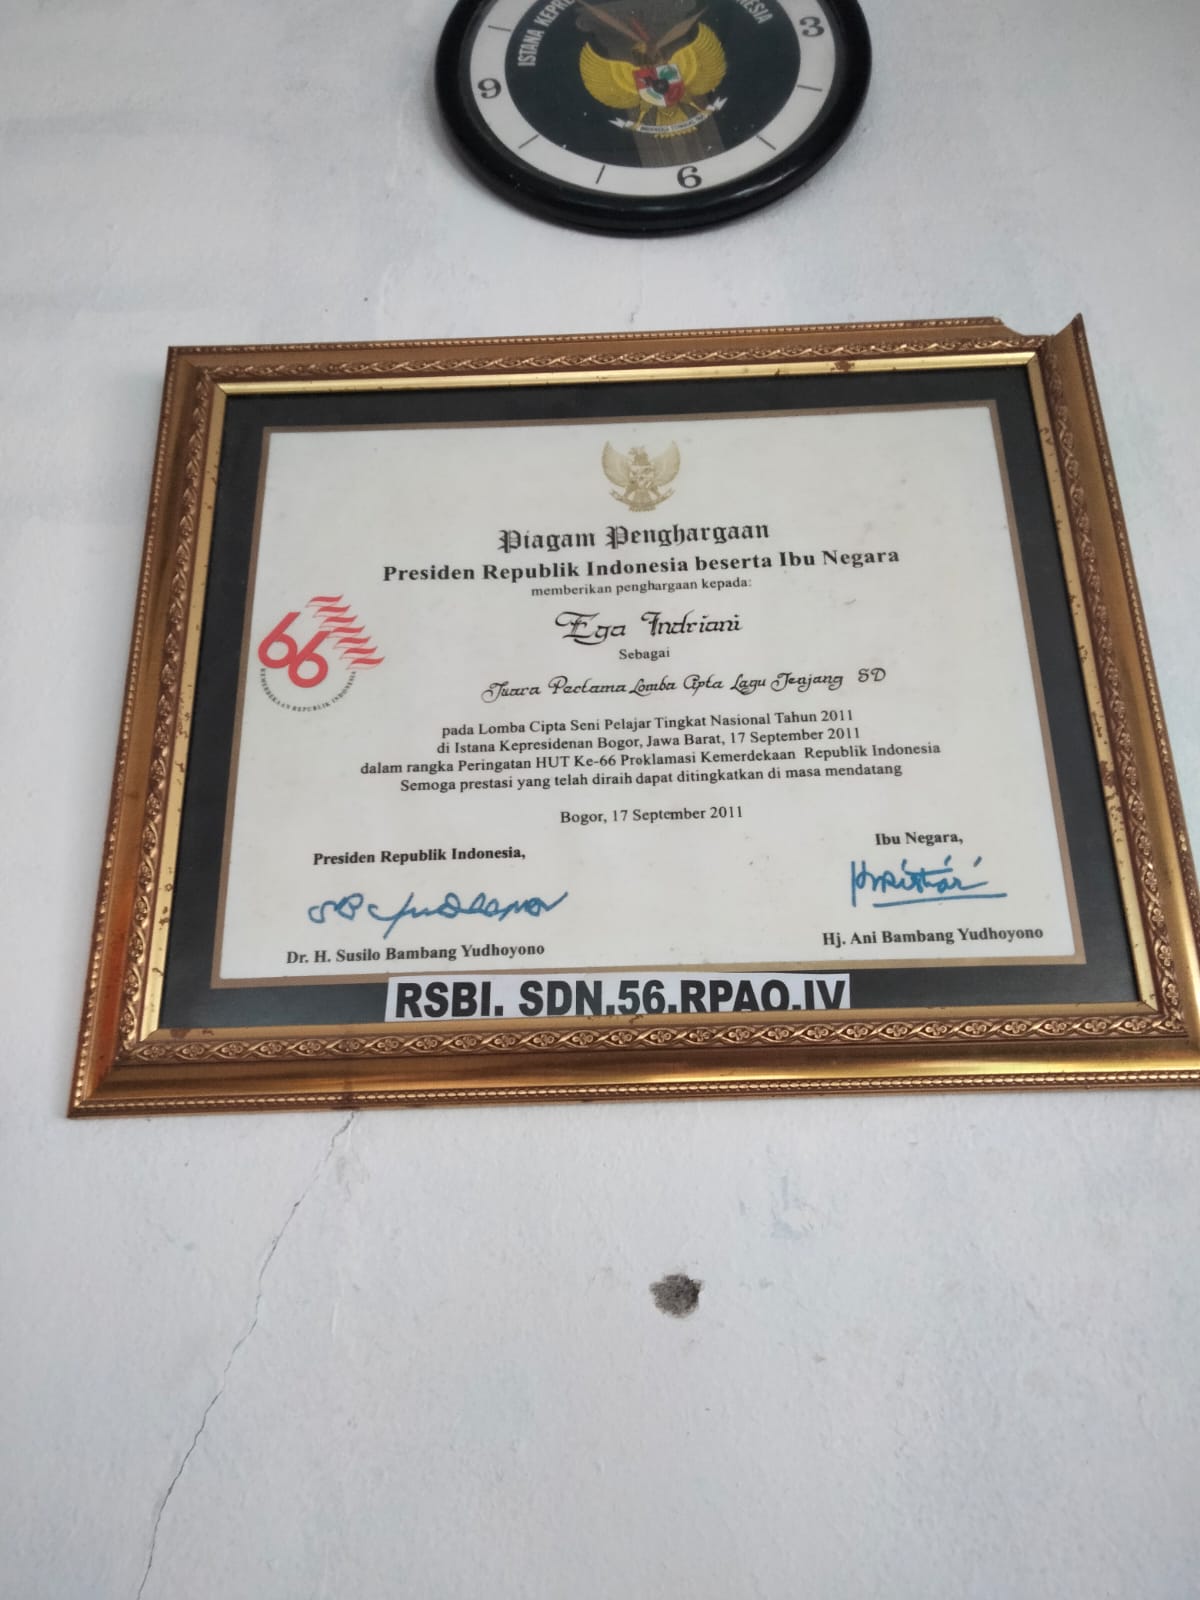 ISTANA
9
3
6
Piagam Penghargaan
Presiden Republik Indonesia beserta Ibu Negara
memberikan penghargaan kepada:
Ega Indriani
Sebagai
Juara Pertama Lomba Cipta Lagu Jenjang SD
66
KEMERDEKAAN REPUBLIK INDONESIA
pada Lomba Cipta Seni Pelajar Tingkat Nasional Tahun 2011
di Istana Kepresidenan Bogor, Jawa Barat, 17 September 2011
dalam rangka Peringatan HUT Ke-66 Proklamasi Kemerdekaan Republik Indonesia
Semoga prestasi yang telah diraih dapat ditingkatkan di masa mendatang
Bogor, 17 September 2011
Presiden Republik Indonesia,
Ibu Negara,
Dr. H. Susilo Bambang Yudhoyono
Hj. Ani Bambang Yudhoyono
RSBI. SDN.56.RPAO.IV